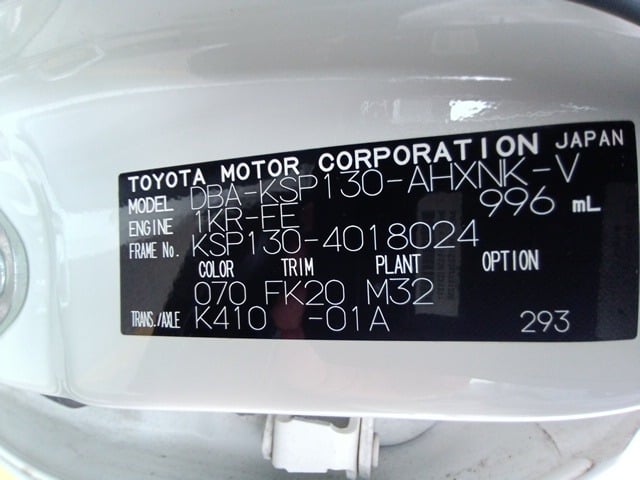 TOYOTA MOTOR CORPORATION JAPAN
MODEL DBA-KSP130-AHXNK-V
ENGINE 1KR-FE 996 mL
FRAME No. KSP130-4018024
COLOR TRIM PLANT OPTION
070 FK20 M32
TRANS./AXLE K410 -01A 293